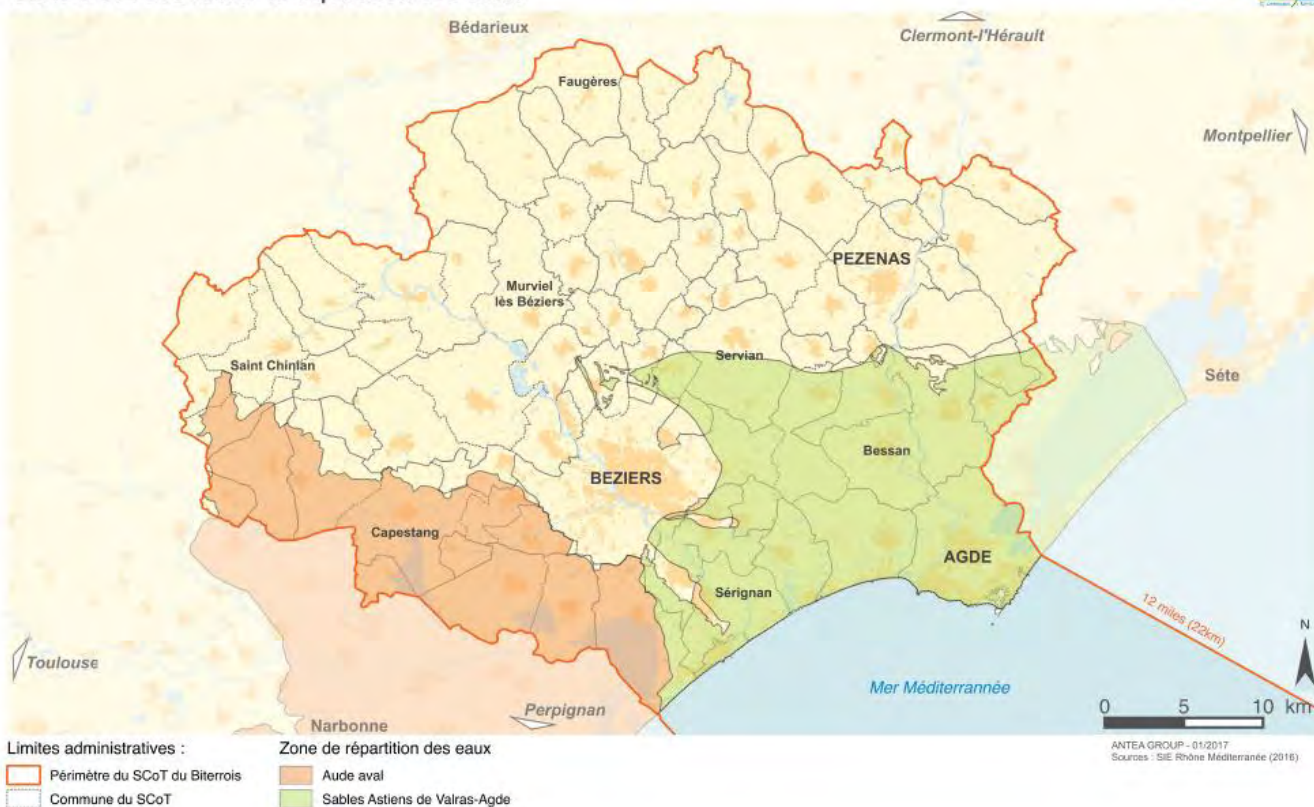 Bédarieux
Clermont-l'Hérault
Faugères
Montpellier
PEZENAS
Murviel
lès Béziers
Servian
Saint Chinian
Séte
Bessan
BEZIERS
Capestang
AGDE
Sérignan
12 miles (22km)
N
Toulouse
Mer Méditerrannée
Perpignan
0 5 10 km
Narbonne
Limites administratives :
Périmètre du SCoT du Biterrois
Commune du SCoT
Zone de répartition des eaux
Aude aval
Sables Astiens de Valras-Agde
ANTEA GROUP - 01/2017
Sources : SIE Rhône Méditerranée (2016)